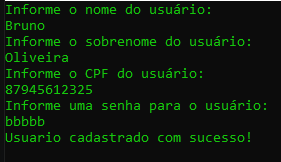 Informe o nome do usuário:
Bruno
Informe o sobrenome do usuário:
Oliveira
Informe o CPF do usuário:
87945612325
Informe uma senha para o usuário:
bbbbb
Usuario cadastrado com sucesso!